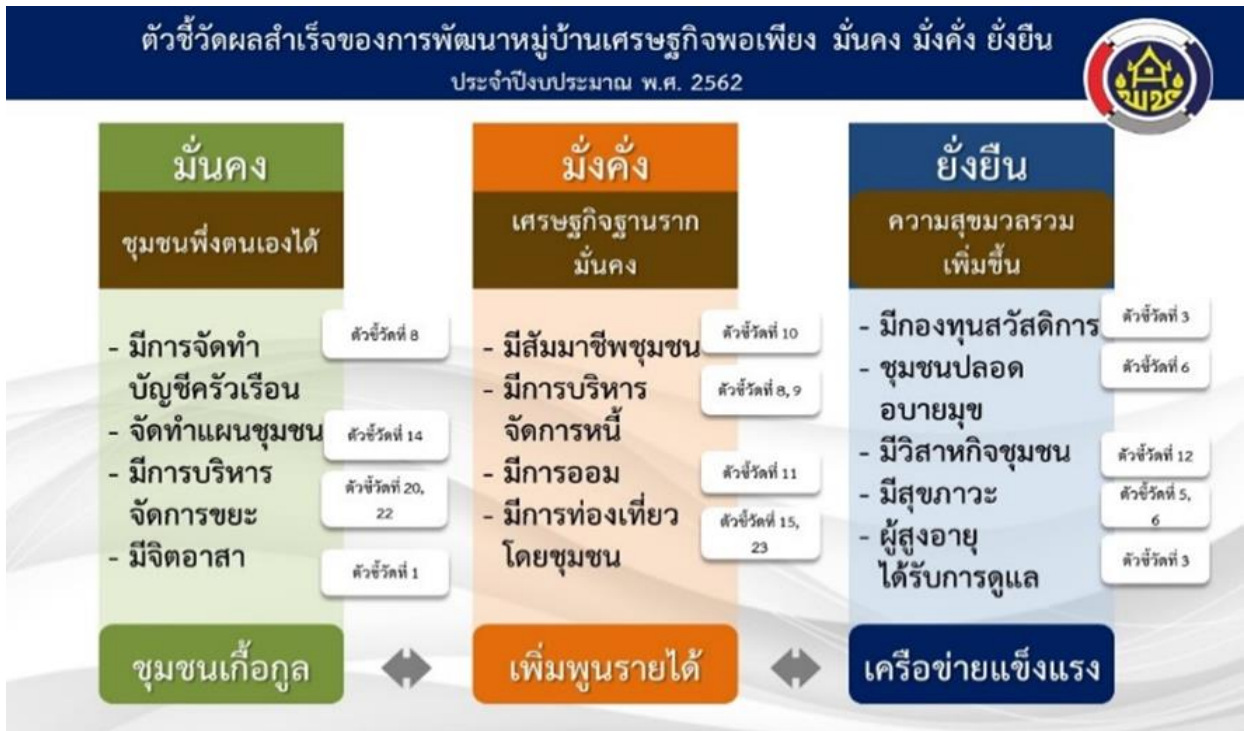 ตัวชี้วัดผลสำเร็จของการพัฒนาหมู่บ้านเศรษฐกิจพอเพียง มั่นคง มั่งคั่ง ยั่งยืน
ประจำปีงบประมาณ พ.ศ. 2562
พช
มั่นคง
ชุมชนพึ่งตนเองได้
- มีการจัดทำ
บัญชีครัวเรือน
ตัวชี้วัดที่ 8
- จัดทำแผนชุมชน
ตัวชี้วัดที่ 14
- มีการบริหาร
จัดการขยะ
ตัวชี้วัดที่ 20,
22
- มีจิตอาสา
ตัวชี้วัดที่ 1
ชุมชนเกื้อกูล
มั่งคั่ง
เศรษฐกิจฐานราก
มั่นคง
- มีสัมมาชีพชุมชน
ตัวชี้วัดที่ 10
- มีการบริหาร
จัดการหนี้
ตัวชี้วัดที่ 8, 9
- มีการออม
ตัวชี้วัดที่ 11
- มีการท่องเที่ยว
โดยชุมชน
ตัวชี้วัดที่ 15,
23
เพิ่มพูนรายได้
ยั่งยืน
ความสุขมวลรวม
เพิ่มขึ้น
- มีกองทุนสวัสดิการ
ตัวชี้วัดที่ 3
- ชุมชนปลอด
อบายมุข
ตัวชี้วัดที่ 6
- มีวิสาหกิจชุมชน
ตัวชี้วัดที่ 12
- มีสุขภาวะ
ตัวชี้วัดที่ 5,
6
- ผู้สูงอายุ
ได้รับการดูแล
ตัวชี้วัดที่ 3
เครือข่ายแข็งแรง